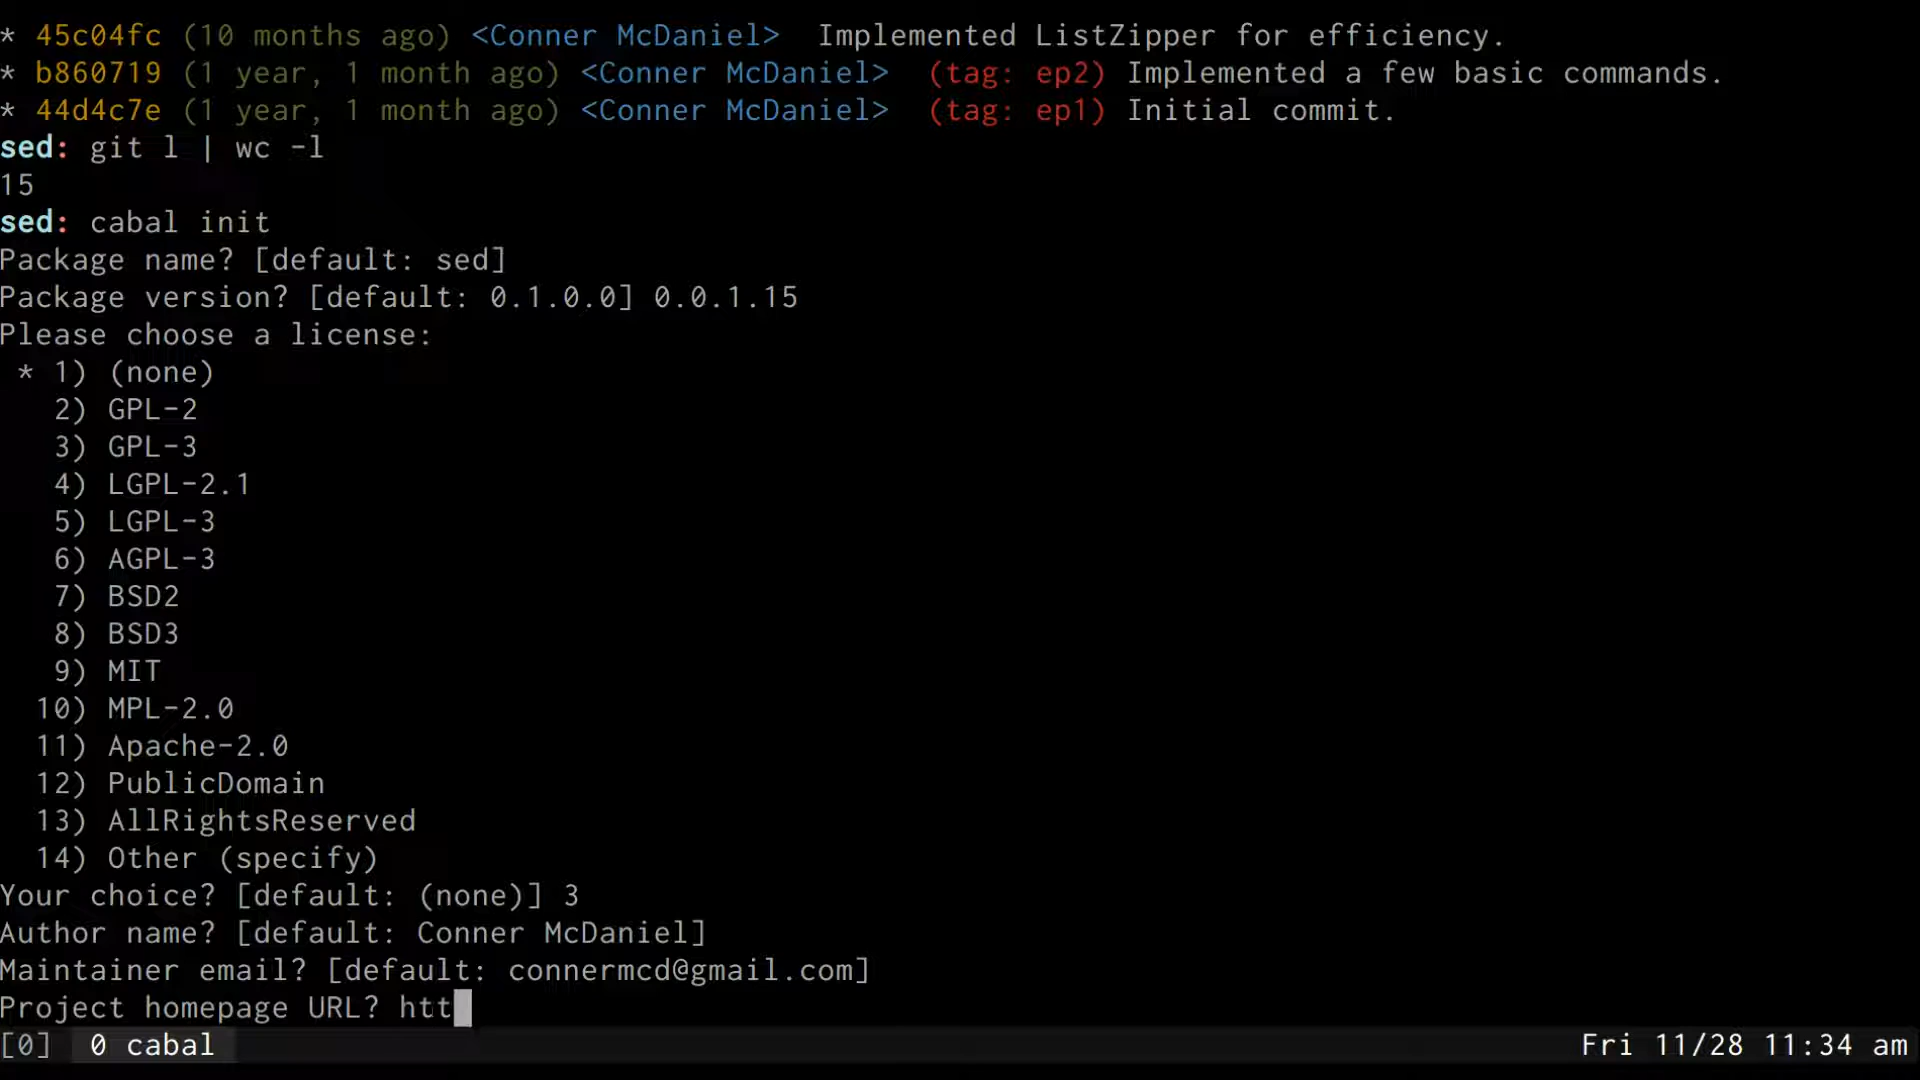 * 45c04fc (10 months ago) <Conner McDaniel>  Implemented ListZipper for efficiency.
* b860719 (1 year, 1 month ago) <Conner McDaniel>  (tag: ep2) Implemented a few basic commands.
* 44d4c7e (1 year, 1 month ago) <Conner McDaniel>  (tag: ep1) Initial commit.
sed: git l | wc -l
15
sed: cabal init
Package name? [default: sed]
Package version? [default: 0.1.0.0] 0.0.1.15
Please choose a license:
 * 1) (none)
   2) GPL-2
   3) GPL-3
   4) LGPL-2.1
   5) LGPL-3
   6) AGPL-3
   7) BSD2
   8) BSD3
   9) MIT
  10) MPL-2.0
  11) Apache-2.0
  12) PublicDomain
  13) AllRightsReserved
  14) Other (specify)
Your choice? [default: (none)] 3
Author name? [default: Conner McDaniel]
Maintainer email? [default: connermcd@gmail.com]
Project homepage URL? htt
[0]  0 cabal  Fri 11/28 11:34 am